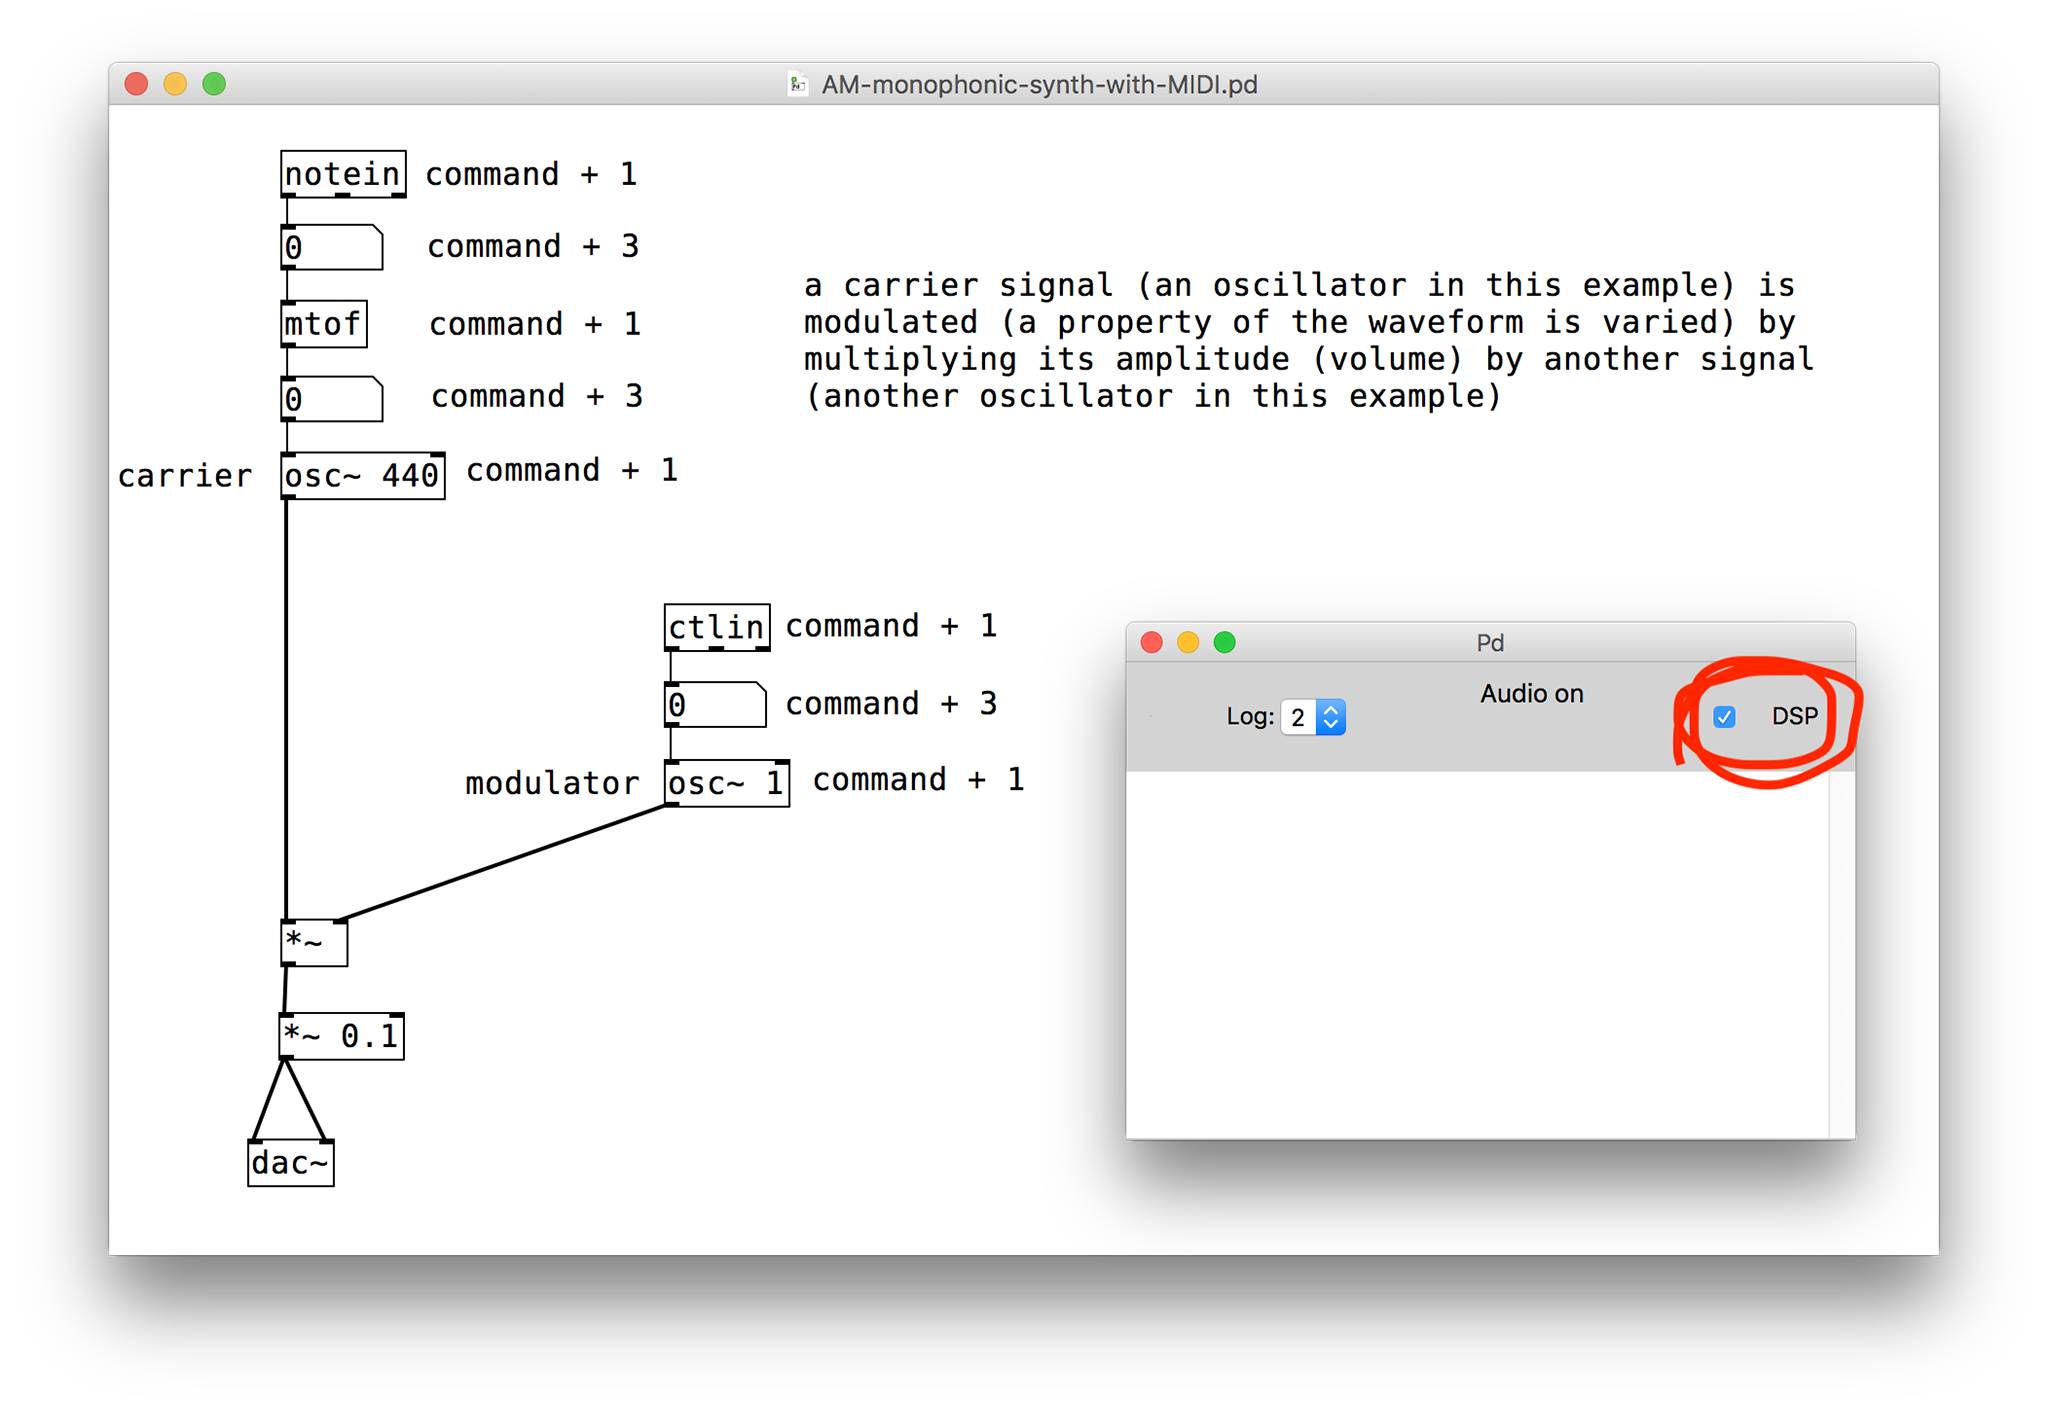 AM-monophonic-synth-with-MIDI.pd
notein command + 1
0 command + 3
mtof command + 1
0 command + 3
carrier osc~ 440 command + 1
a carrier signal (an oscillator in this example) is
modulated (a property of the waveform is varied) by
multiplying its amplitude (volume) by another signal
(another oscillator in this example)
ctlin command + 1
0 command + 3
modulator osc~ 1 command + 1
*~
*~ 0.1
dac~
Pd
Audio on
Log: 2
DSP